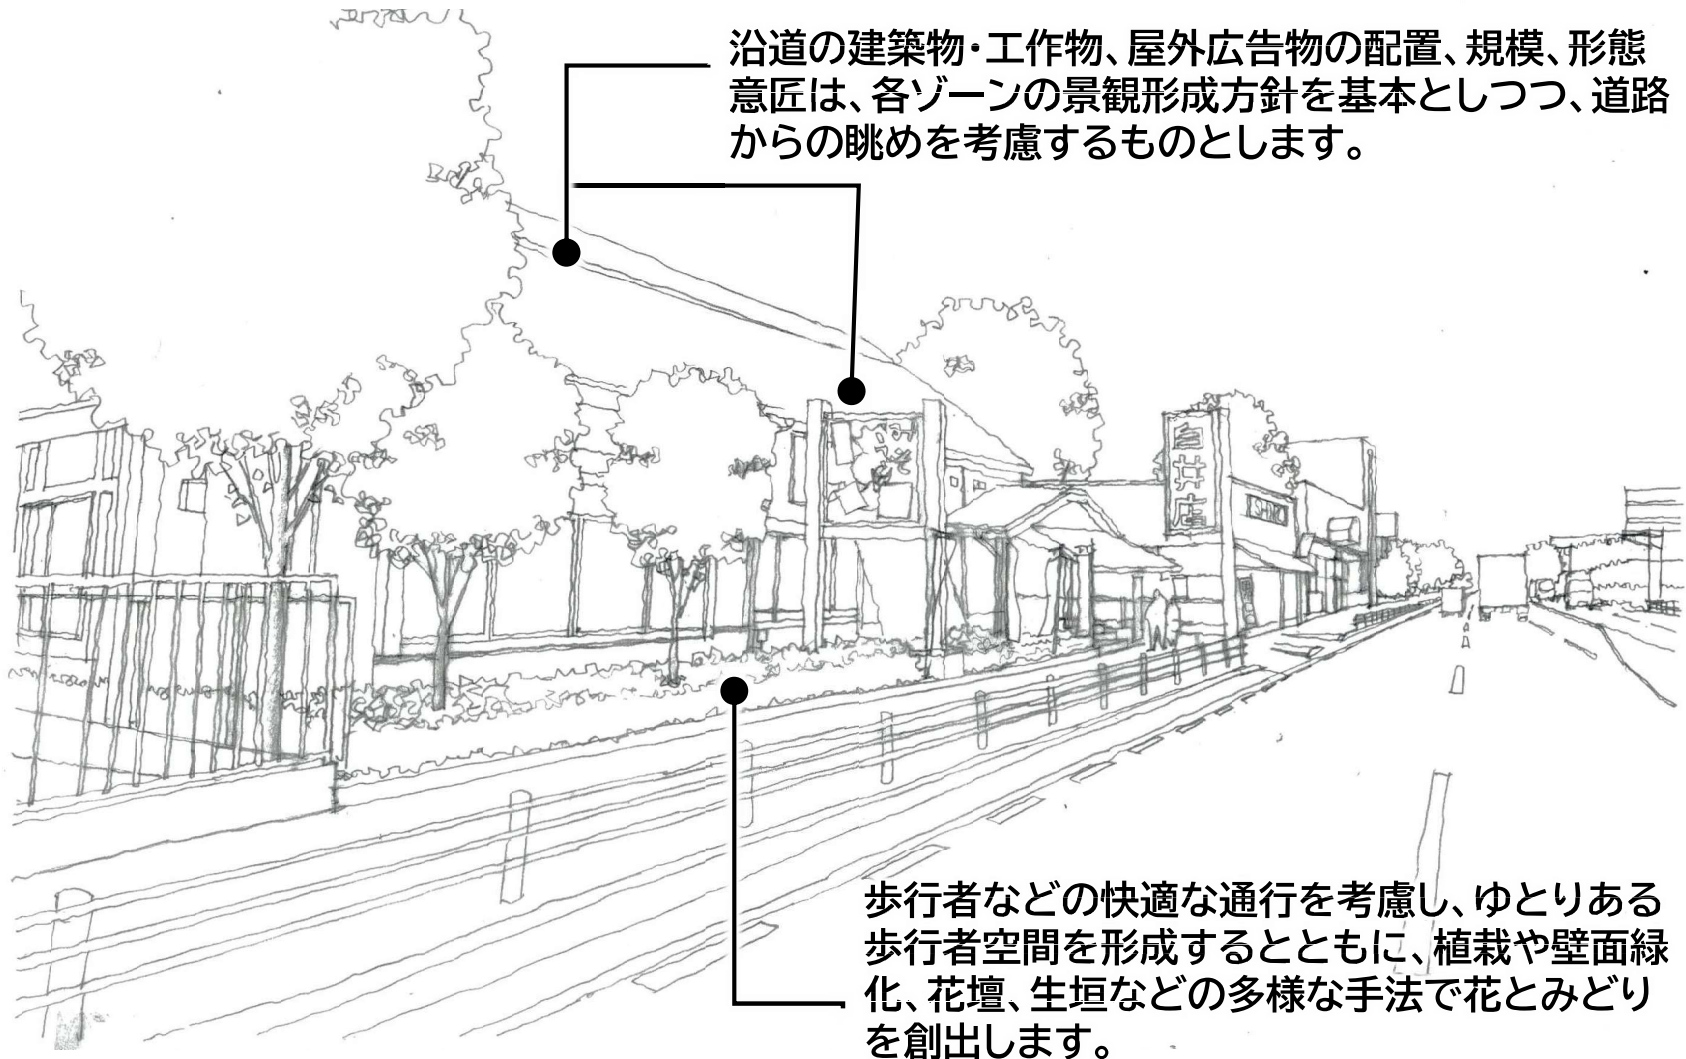 沿道の建築物・工作物、屋外広告物の配置、規模、形態
意匠は、各ゾーンの景観形成方針を基本としつつ、道路
からの眺めを考慮するものとします。
白井店
歩行者などの快適な通行を考慮し、ゆとりある
歩行者空間を形成するとともに、植栽や壁面緑
化、花壇、生垣などの多様な手法で花とみどり
を創出します。